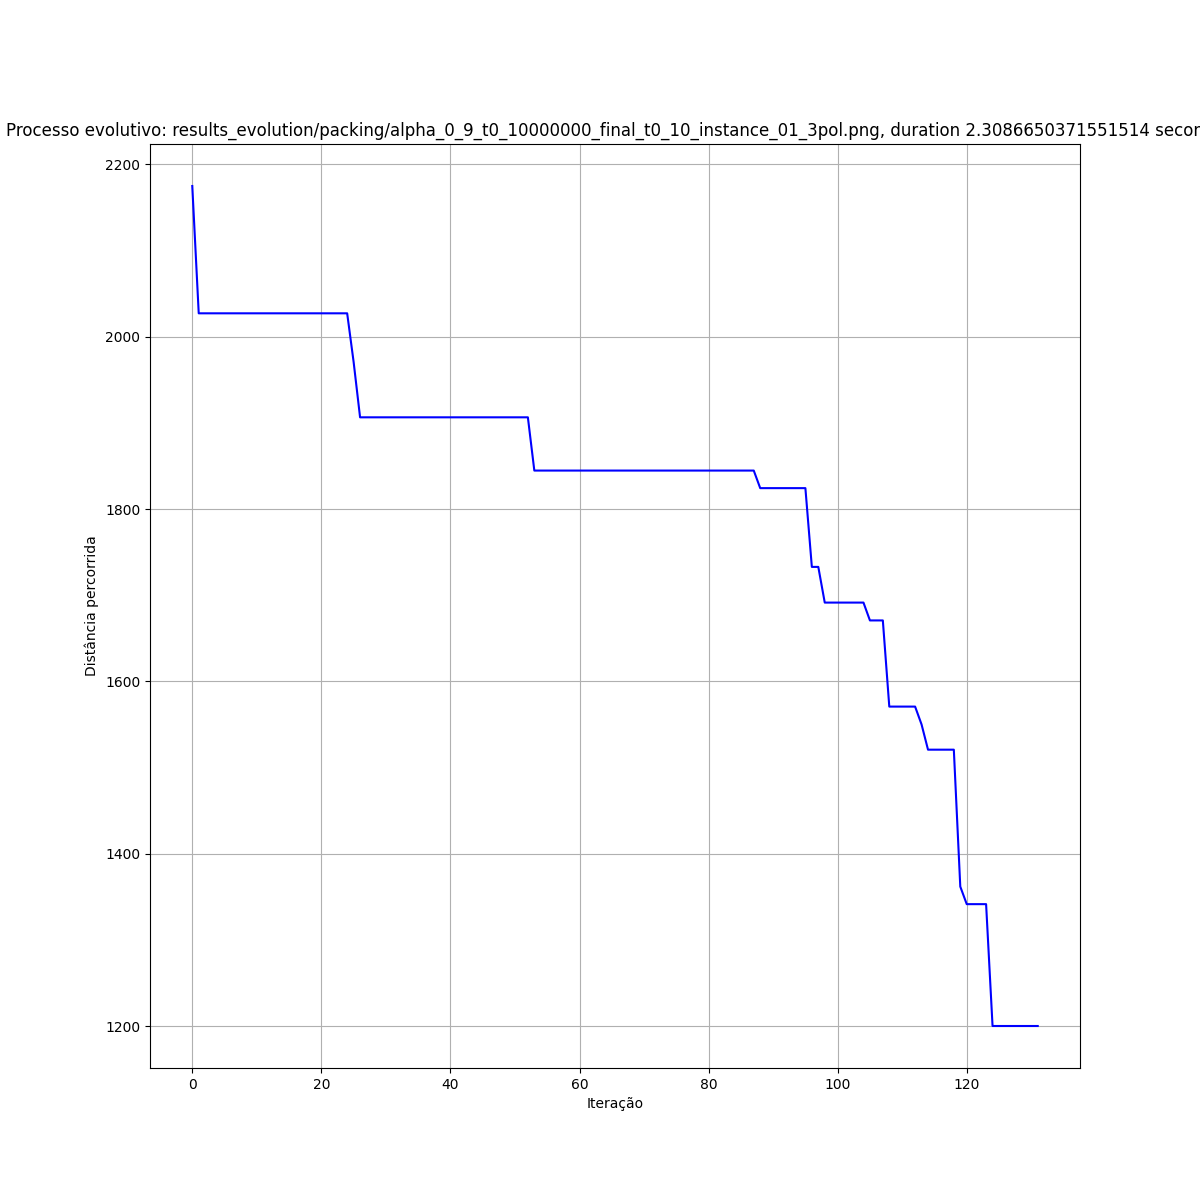 Processo evolutivo: results_evolution/packing/alpha_0_9_t0_10000000_final_t0_10_instance_01_3pol.png, duration 2.3086650371551514 secor
2200
2000
1800
1600
1400
1200
Distância percorrida
0 20 40 60 80 100 120
Iteração